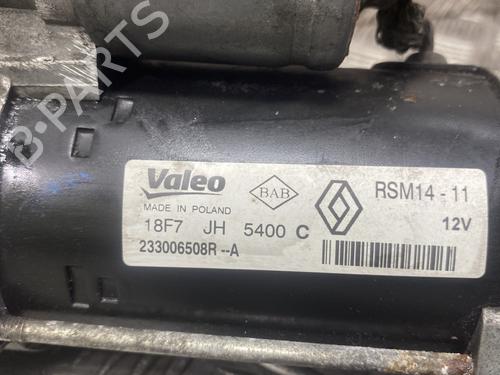 B-PARTS
Valeo
BAB
RSM14 - 11
MADE IN POLAND
12V
18F7 JH 5400 C
233006508R --A